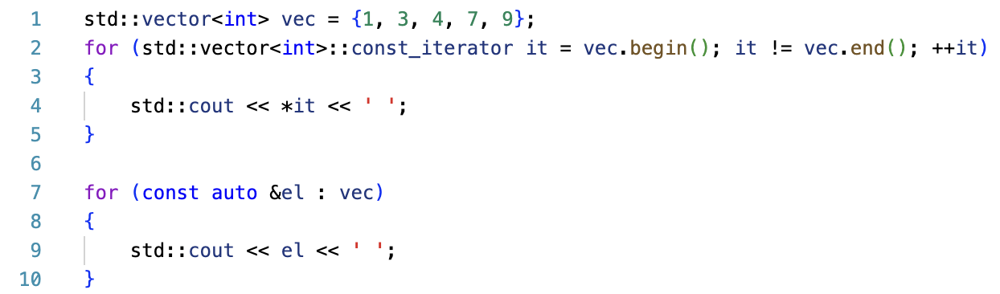 1 std::vector<int> vec = {1, 3, 4, 7, 9};
2 for (std::vector<int>::const_iterator it = vec.begin(); it != vec.end(); ++it)
3 {
4     std::cout << *it << ' ';
5 }
6
7 for (const auto &el : vec)
8 {
9     std::cout << el << ' ';
10 }